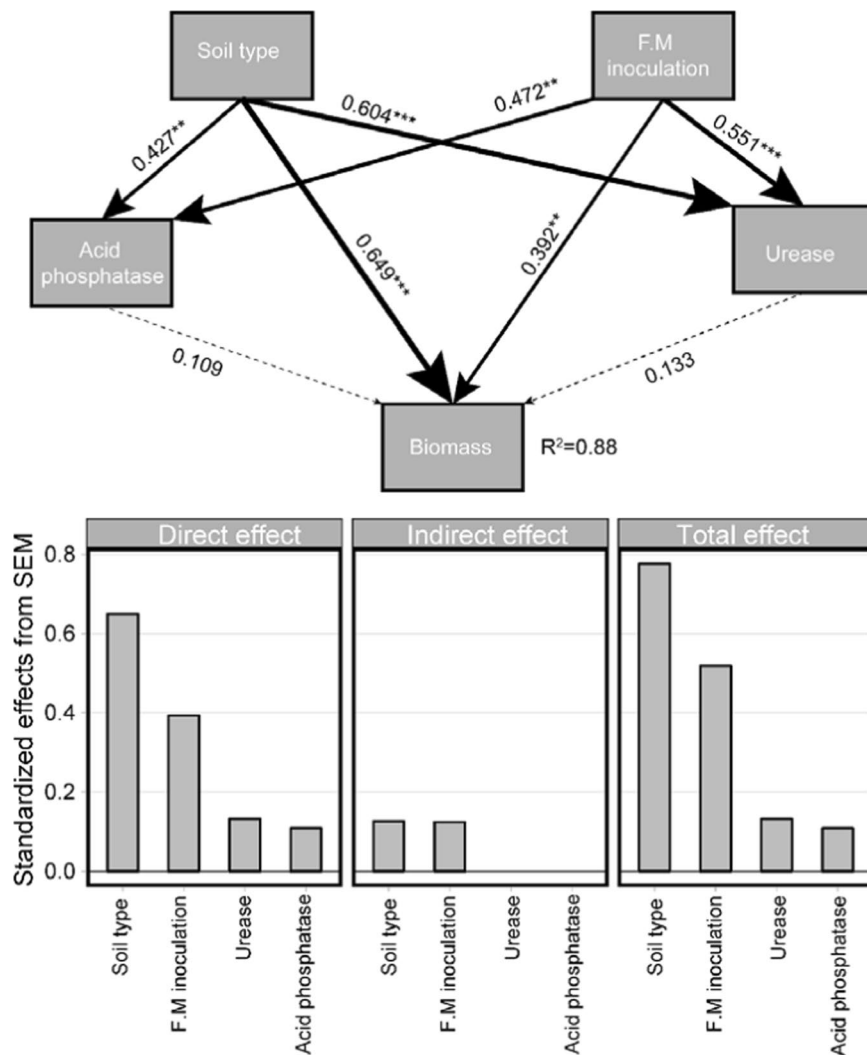 Soil type
F.M
inoculation
0.427**
0.604***
0.472**
0.551***
Acid
phosphatase
0.649***
0.392**
Urease
0.109
0.133
Biomass
R²=0.88
Direct effect
Indirect effect
Total effect
Standardized effects from SEM
0.8
0.6
0.4
0.2
0.0
Soil type
F.M inoculation
Urease
Acid phosphatase
Soil type
F.M inoculation
Urease
Acid phosphatase
Soil type
F.M inoculation
Urease
Acid phosphatase